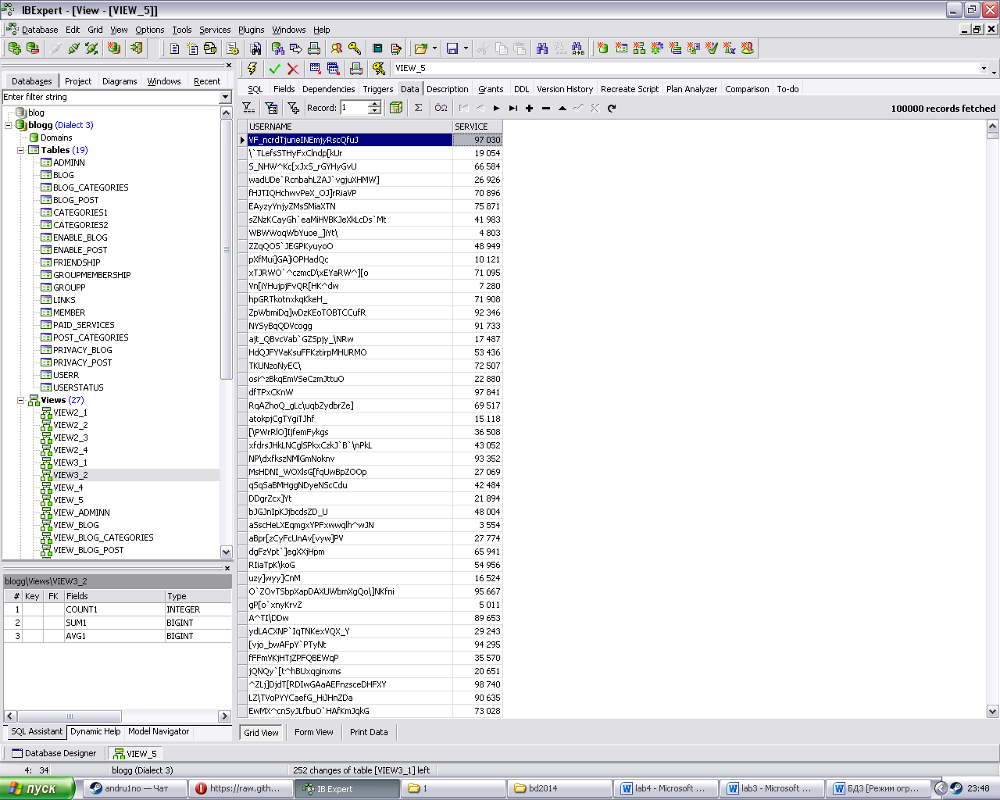 IBExpert - [View - [VIEW_5]]
Database Edit Grid View Options Tools Services Plugins Windows Help
VIEW_5
Databases Project Diagrams Windows Recent
Enter filter string
blog
blogg (Dialect 3)
Domains
Tables (19)
ADMINN
BLOG
BLOG_CATEGORIES
BLOG_POST
CATEGORIES1
CATEGORIES2
ENABLE_BLOG
ENABLE_POST
FRIENDSHIP
GROUPMEMBERSHIP
GROUPP
LINKS
MEMBER
PAID_SERVICES
POST_CATEGORIES
PRIVACY_BLOG
PRIVACY_POST
USERR
USERSTATUS
Views (27)
VIEW2_1
VIEW2_2
VIEW2_3
VIEW2_4
VIEW3_1
VIEW3_2
VIEW_4
VIEW_5
VIEW_ADMINN
VIEW_BLOG
VIEW_BLOG_CATEGORIES
VIEW_BLOG_POST
blogg\Views\VIEW3_2
# Key FK Fields Type
1 COUNT1 INTEGER
2 SUM1 BIGINT
3 AVG1 BIGINT
SQL Assistant Dynamic Help Model Navigator
SQL Fields Dependencies Triggers Data Description Grants DDL Version History Recreate Script Plan Analyzer Comparison To-do
Record: 1
100000 records fetched
USERNAME SERVICE
VF_ncrdTjuneINEmjyRscQfuJ 97 030
\`TLefsSTHyFxClndp[kUr 19 054
S_NHW^Kc[xJxS_rGYHyGvU 66 584
wadUDe`RcnbahLZAJ`vgjuXHMW] 26 926
fHJTIQHchwvPeX_OJ]rRiaVP 70 896
EAyzyYnjyZMsSMiaXTN 75 871
sZNzKCayGh`eaMiHVBKJeXkLcDs`Mt 41 983
WBWWoqWbYuoe_]iYt\ 4 803
ZZqQOS`JEGPKyuyoO 48 949
pXfMui]GA]iOPHadQc 10 121
xTJRWO`^czmcD\xEYaRW^][o 71 095
Vn[iYHujpjFvQR[HK^dw 7 280
hpGRTkotnxkqKkeH_ 71 908
ZpWbmiDq]wDzKEoTOBTCCufR 92 346
NYSyBqQDVcogg 91 733
ajt_QBvcVab`GZSpjy_\NRw 17 487
HdQJFYVaKsuFFKztirpMHURMO 53 436
TKUNzoNyEC\ 72 507
osi^zBkqEmVSeCzmJttuO 22 880
dfTPxCKnW 97 841
RqAZhoQ_gLc\uqbZydbrZe] 69 517
atokpjCgTYgiTJhf 15 118
[\PWrRlO]IjfemFykgs 36 508
xfdrsJHkLNCglSPkxCzkJ`B`\nPkL 43 052
NP\dxfkszNMlGmNoknv 93 352
MsHDNI_WOXlsG[fqUwBpZOOp 27 069
qSqSaBMHggNDyeNScCdu 42 484
DDgrZcx]Yt 21 894
bJGJnIpKJjbcdsZD_U 48 004
aSscHeLXEqmgxYPFxwwqlh^wJN 3 554
aBpr[zCyFcUnAv[vyw]PV 27 774
dgFzVpt`]egXXjHpm 65 941
RIiaTpK\koG 54 956
uzy]wyy]CnM 16 524
O`ZOvTSbpXapDAXUWbmXgQo\]NKfni 95 667
gP[o`xnyKrvZ 5 011
A^TI\DDw 89 653
ydLACXNP`IqTNKexVQX_Y 29 243
[vjo_bwAFpY`PTyNt 94 295
fFFmVKjHTjZPFQBEWqP 35 570
jQNQy`[t^hBUxqginxms 20 651
^ZLj]DjdT[RDIwGAaAEFnzsceDHFXY 98 740
LZ\TVoPYYCaefG_HiJHnZDa 90 635
EwMX^cnSyJLfbuO`HAfKmJqkG 73 028
Grid View Form View Print Data
Database Designer VIEW_5
4: 34 blogg (Dialect 3) 252 changes of table [VIEW3_1] left
пуск andru1no — Чат https://raw.gith... IB Expert 1 bd2014 lab4 - Microsoft ... lab3 - Microsoft ... БД3 [Режим огр... 23:48